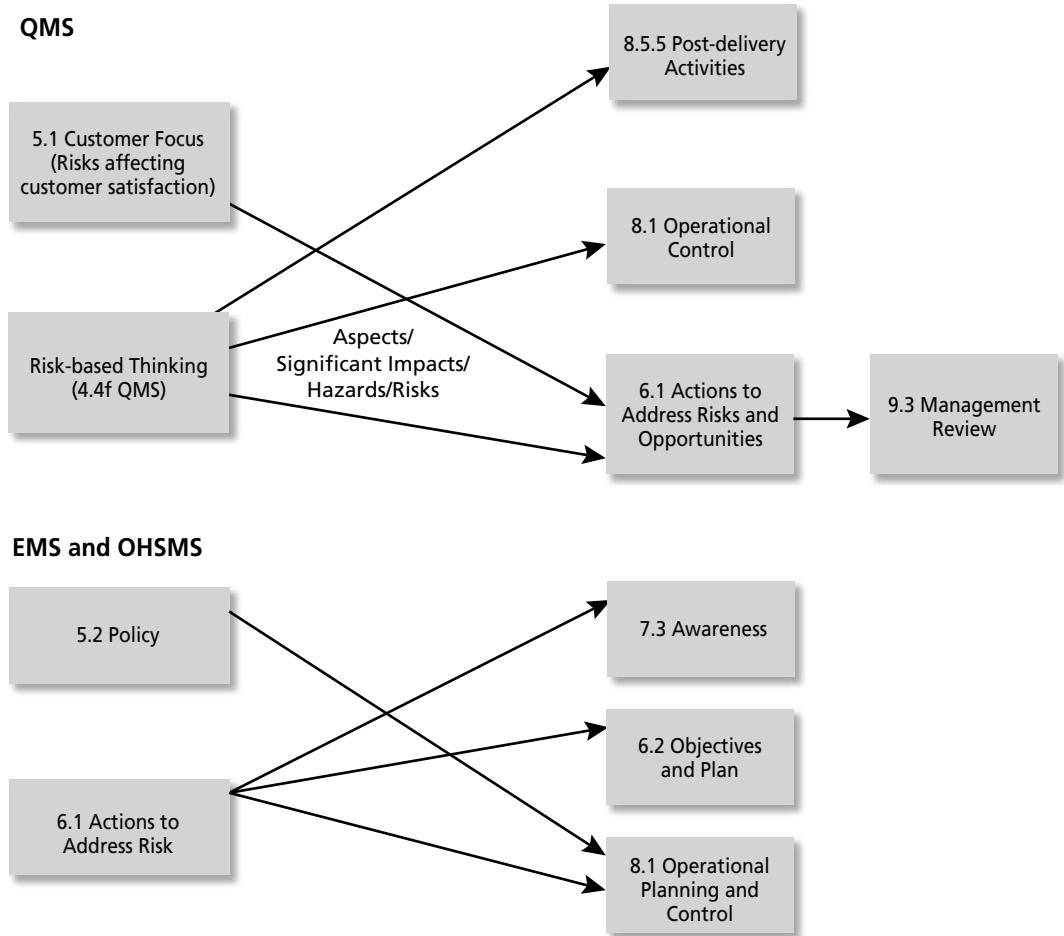 QMS
8.5.5 Post-delivery
Activities
5.1 Customer Focus
(Risks affecting
customer satisfaction)
8.1 Operational
Control
Risk-based Thinking
(4.4f QMS)
Aspects/
Significant Impacts/
Hazards/Risks
6.1 Actions to
Address Risks and
Opportunities
9.3 Management
Review
EMS and OHSMS
5.2 Policy
7.3 Awareness
6.2 Objectives
and Plan
6.1 Actions to
Address Risk
8.1 Operational
Planning and
Control